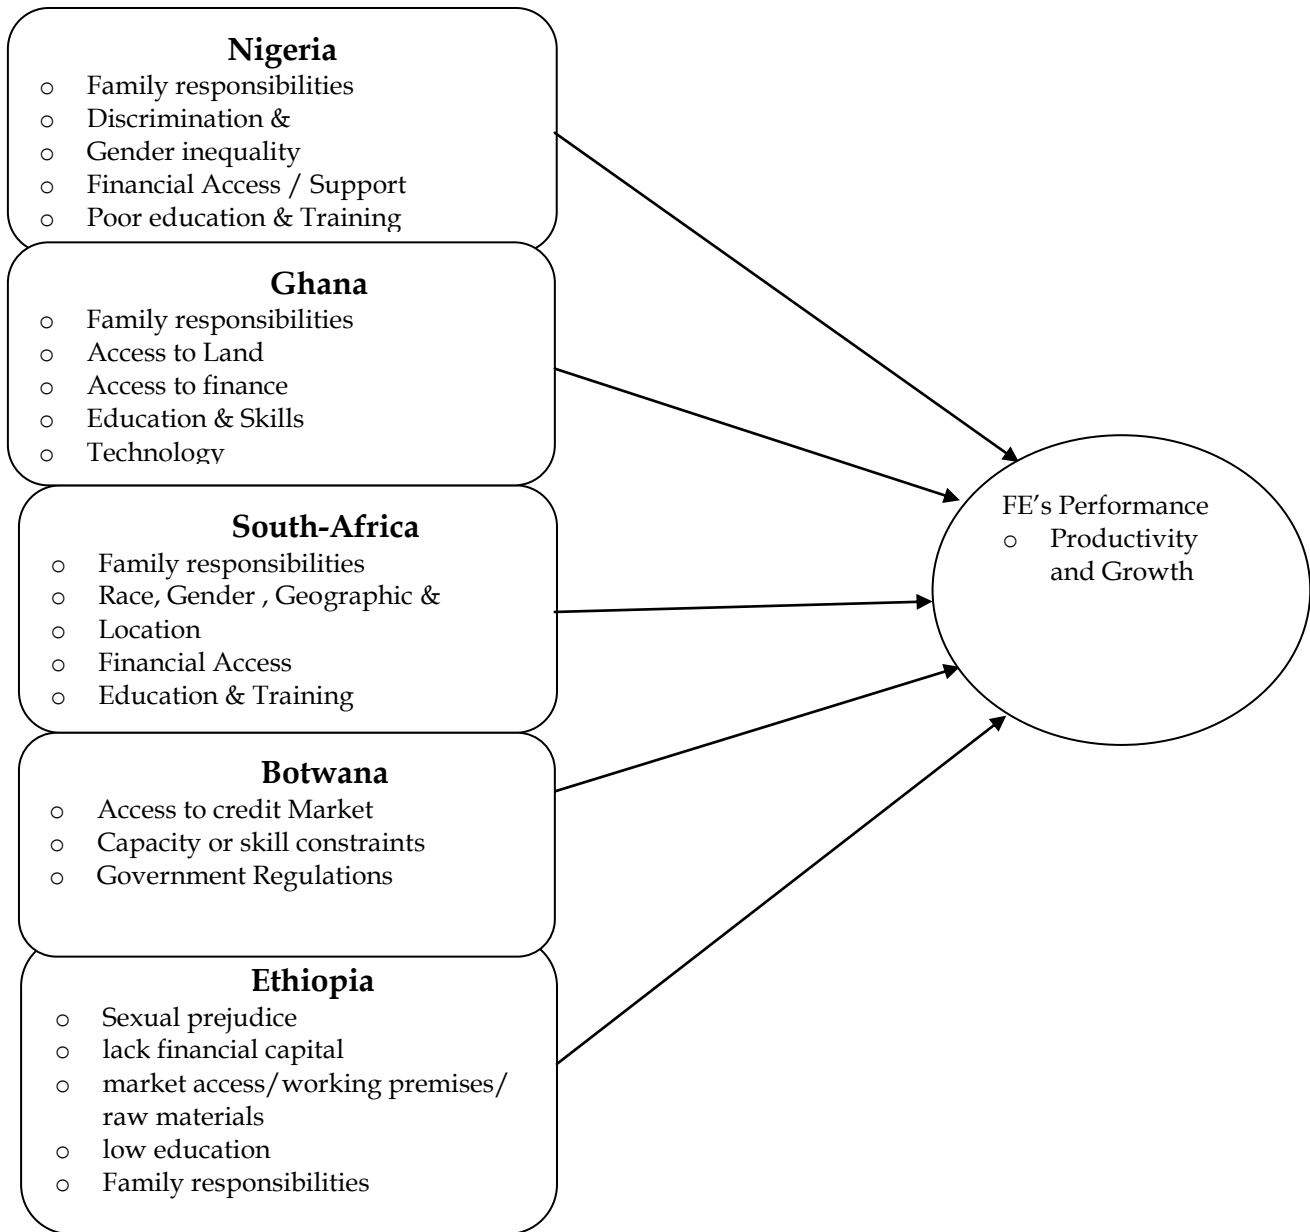 Nigeria
o Family responsibilities
o Discrimination &
o Gender inequality
o Financial Access / Support
o Poor education & Training
Ghana
o Family responsibilities
o Access to Land
o Access to finance
o Education & Skills
o Technology
South-Africa
o Family responsibilities
o Race, Gender , Geographic &
o Location
o Financial Access
o Education & Training
Botwana
o Access to credit Market
o Capacity or skill constraints
o Government Regulations
Ethiopia
o Sexual prejudice
o lack financial capital
o market access/working premises/
raw materials
o low education
o Family responsibilities
FE's Performance
o Productivity
and Growth